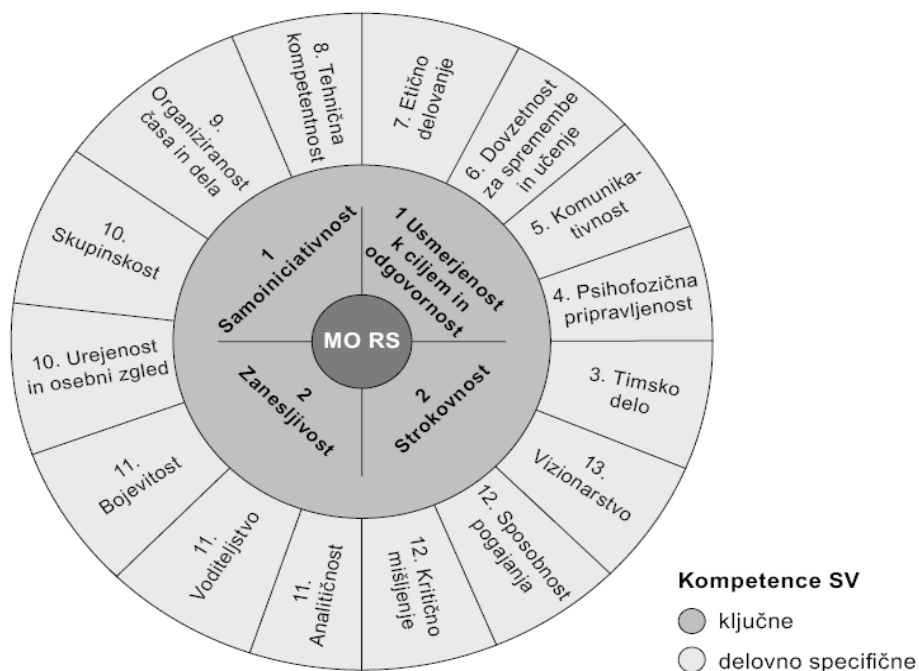 8. Tehnična
kompetentnost
7. Etično
delovanje
6. Dovzetnost
za spremembe
in učenje
5. Komunika-
tivnost
4. Psihofozična
pripravljenost
3. Timsko
delo
13.
Vizionarstvo
12. Sposobnost
pogajanja
12. Kritično
mišljenje
11.
Analitičnost
11.
Voditeljstvo
11.
Bojevitost
10. Urejenost
in osebni zgled
10.
Skupinskost
9.
Organiziranost
časa in dela
1
Samoiniciativnost
1 Usmerjenost
k ciljem in
odgovornost
MO RS
2
Zanesljivost
2
Strokovnost
Kompetence SV
ključne
delovno specifične